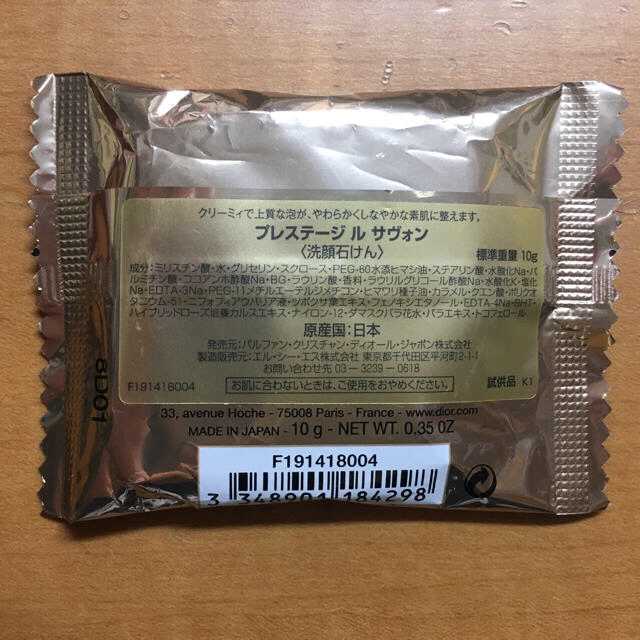 クリーミィで上質な泡が、やわらかくしなやかな素肌に整えます。
プレステージ ル サヴォン
〈洗顔石けん〉
標準重量 10g
成分：ミリスチン酸・水・グリセリン・スクロース・PEG-60水添ヒマシ油・ステアリン酸・水酸化Na・パ
ルミチン酸・ココアンホ酢酸Na・BG・ラウリン酸・香料・ラウリルグリコール酢酸Na・水酸化K・塩化
Na・EDTA-3Na・PEG-11メチルエーテルジメチコン・ヒマワリ種子油・カラメル・クエン酸・ポリクオ
タニウム-51・ニフォフィアウバリア液・ツボクサ葉エキス・フェノキシエタノール・EDTA-4Na・BHT・
ハイブリッドローズ培養カルスエキス・ナイロン-12・ダマスクバラ花水・バラエキス・トコフェロール
原産国：日本
発売元：パルファン・クリスチャン・ディオール・ジャポン株式会社
製造販売元：エル・シー・エス株式会社 東京都千代田区平河町2-1-1
お問い合わせ先 03－3239－0618
F191418004
お肌に合わないときは、ご使用をおやめください。
試供品 K1
8D01
33, avenue Hoche - 75008 Paris - France - www.dior.com
MADE IN JAPAN - 10 g - NET WT. 0.35 OZ
F191418004
3 348901 184298